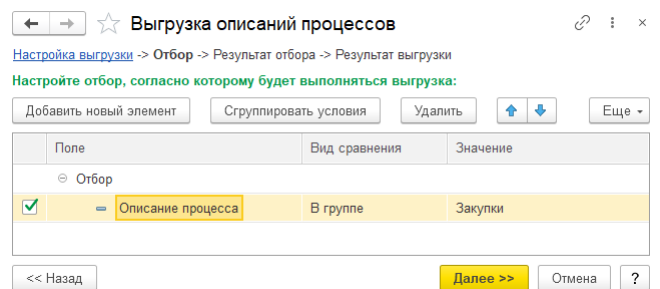 Выгрузка описаний процессов
Настройка выгрузки -> Отбор -> Результат отбора -> Результат выгрузки
Настройте отбор, согласно которому будет выполняться выгрузка:
Добавить новый элемент Сгруппировать условия Удалить Еще
Поле Вид сравнения Значение
Отбор
Описание процесса В группе Закупки
<< Назад Далее >> Отмена ?